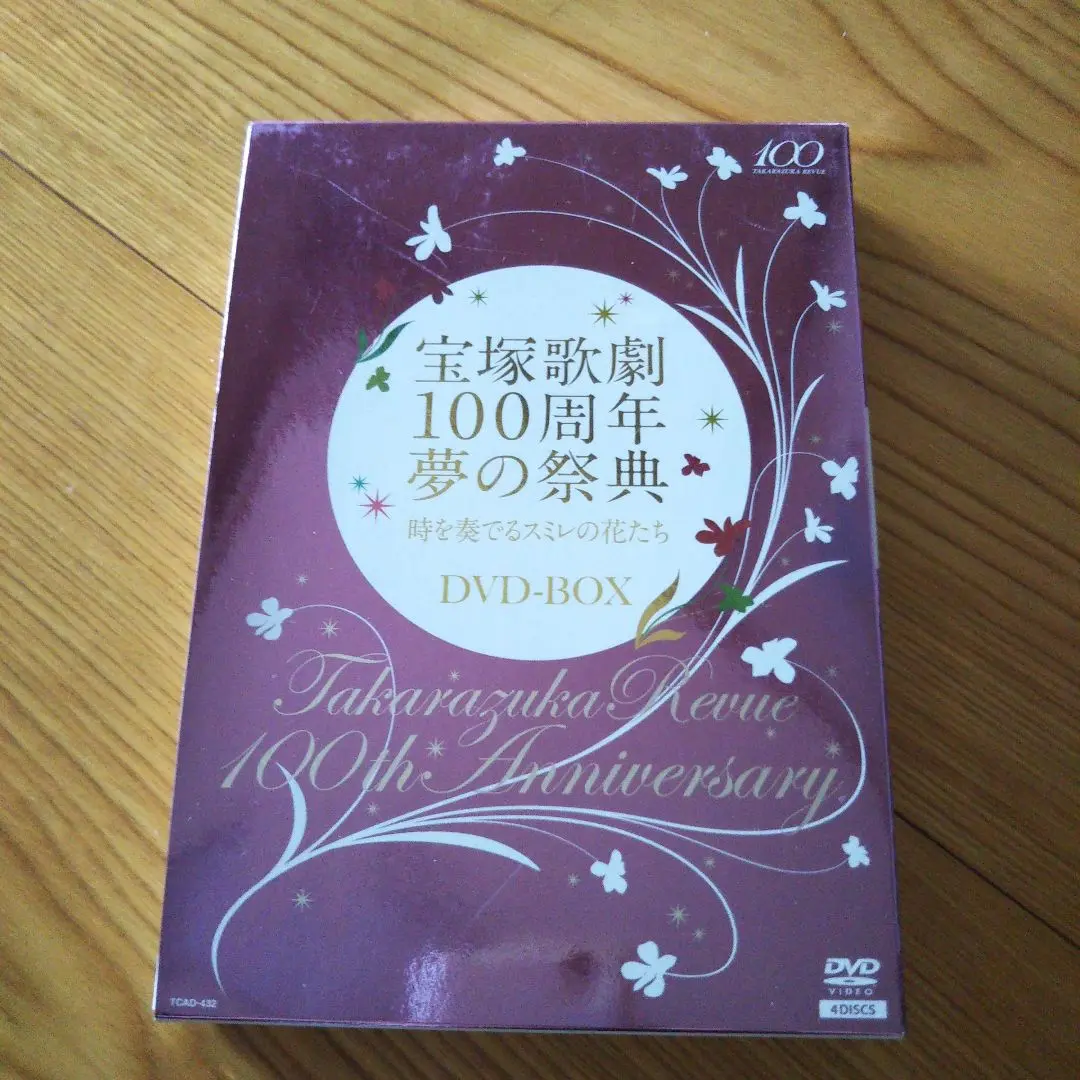 100
TAKARAZUKA REVUE
宝塚歌劇
100周年
夢の祭典
時を奏でるスミレの花たち
DVD-BOX
Takarazuka Revue
100th Anniversary
DVD
VIDEO
4DISCS
TCAD-432